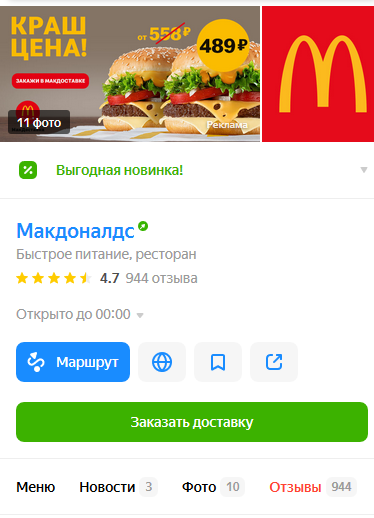 КРАШ
ЦЕНА!
от 558 ₽
489 ₽
ЗАКАЖИ В МАКДОСТАВКЕ
11 фото
Реклама
Выгодная новинка!
Макдоналдс
Быстрое питание, ресторан
4.7 944 отзыва
Открыто до 00:00
Маршрут
Заказать доставку
Меню Новости 3 Фото 10 Отзывы 944